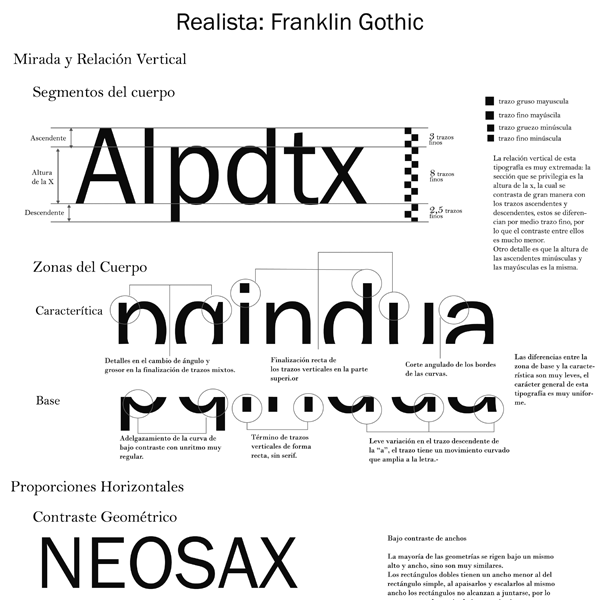 Realista: Franklin Gothic
Mirada y Relación Vertical
Segmentos del cuerpo
Ascendente
Altura
de la X
Descendente
Alpdtx
3 trazos
finos
8 trazos
finos
2,5 trazos
finos
trazo gruso mayuscula
trazo fino mayuscila
trazo gruezo minúscula
trazo fino minúscula
La relación vertical de esta
tipografía es muy extremada: la
sección que se privilegia es la
altura de la x, la cual se
contrasta de gran manera con
los trazos ascendentes y
descendentes, estos se diferen-
cian por medio trazo fino, por
lo que el contraste entre ellos
es mucho menor.
Otro detalle es que la altura de
las ascendentes minúsculas y
las mayúsculas es la misma.
Zonas del Cuerpo
Característica
pqindua
Detalles en el cambio de ángulo y
grosor en la finalización de trazos mixtos.
Finalización recta de
los trazos verticales en la parte
superi.or
Corte angulado de los bordes
de las curvas.
Las diferencias entre la
zona de base y la caracte-
rística son muy leves, el
carácter general de esta
tipografía es muy unifor-
me.
Base
pqindua
Adelgazamiento de la curva de
bajo contraste con unritmo muy
regular.
Término de trazos
verticales de forma
recta, sin serif.
Leve variación en el trazo descendente de
la "a", el trazo tiene un movimiento curvado
que amplia a la letra.-
Proporciones Horizontales
Contraste Geométrico
NEOSAX
Bajo contraste de anchos
La mayoría de las geometrías se rigen bajo un mismo
alto y ancho, sino son muy similares.
Los rectángulos dobles tienen un ancho menor al del
rectángulo simple, al apaisarlos y escalarlos al mismo
ancho los rectángulos no alcanzan a juntarse, por lo